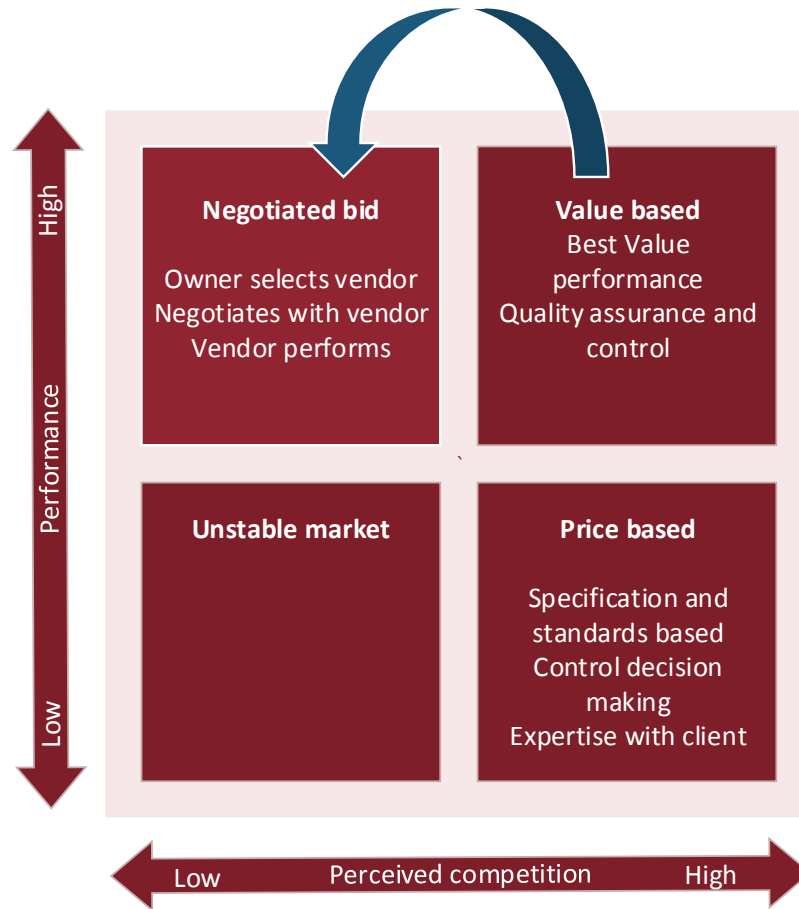 High
Performance
Low
Negotiated bid
Owner selects vendor
Negotiates with vendor
Vendor performs
Value based
Best Value
performance
Quality assurance and
control
`
Unstable market
Price based
Specification and
standards based
Control decision
making
Expertise with client
Low
Perceived competition
High